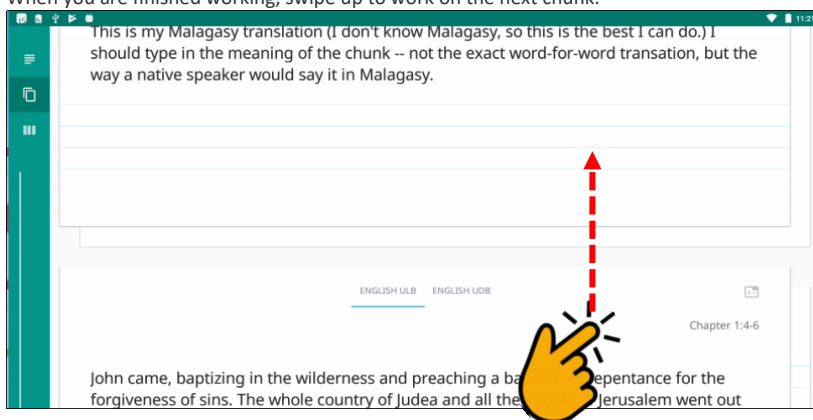 When you are finished working, swipe up to work on the next chunk.
11:21
This is my Malagasy translation (I don't know Malagasy, so this is the best I can do.) I
should type in the meaning of the chunk -- not the exact word-for-word transation, but the
way a native speaker would say it in Malagasy.
ENGLISH ULB ENGLISH UDB
Chapter 1:4-6
John came, baptizing in the wilderness and preaching a ba epentance for the
forgiveness of sins. The whole country of Judea and all the Jerusalem went out